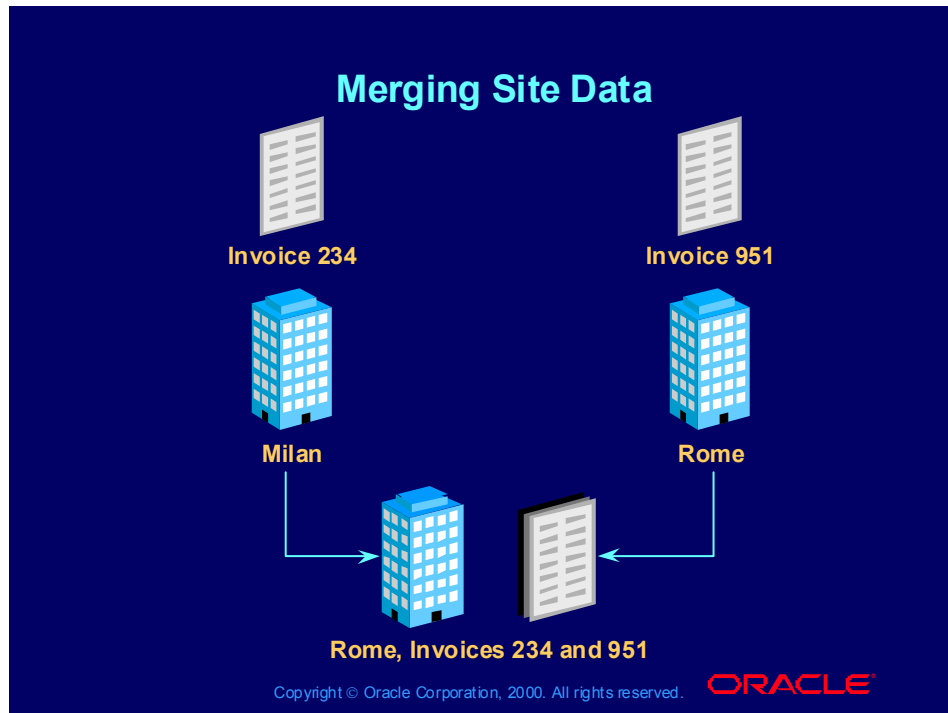 Merging Site Data
Invoice 234
Invoice 951
Milan
Rome
Rome, Invoices 234 and 951
Copyright © Oracle Corporation, 2000. All rights reserved.
ORACLE®